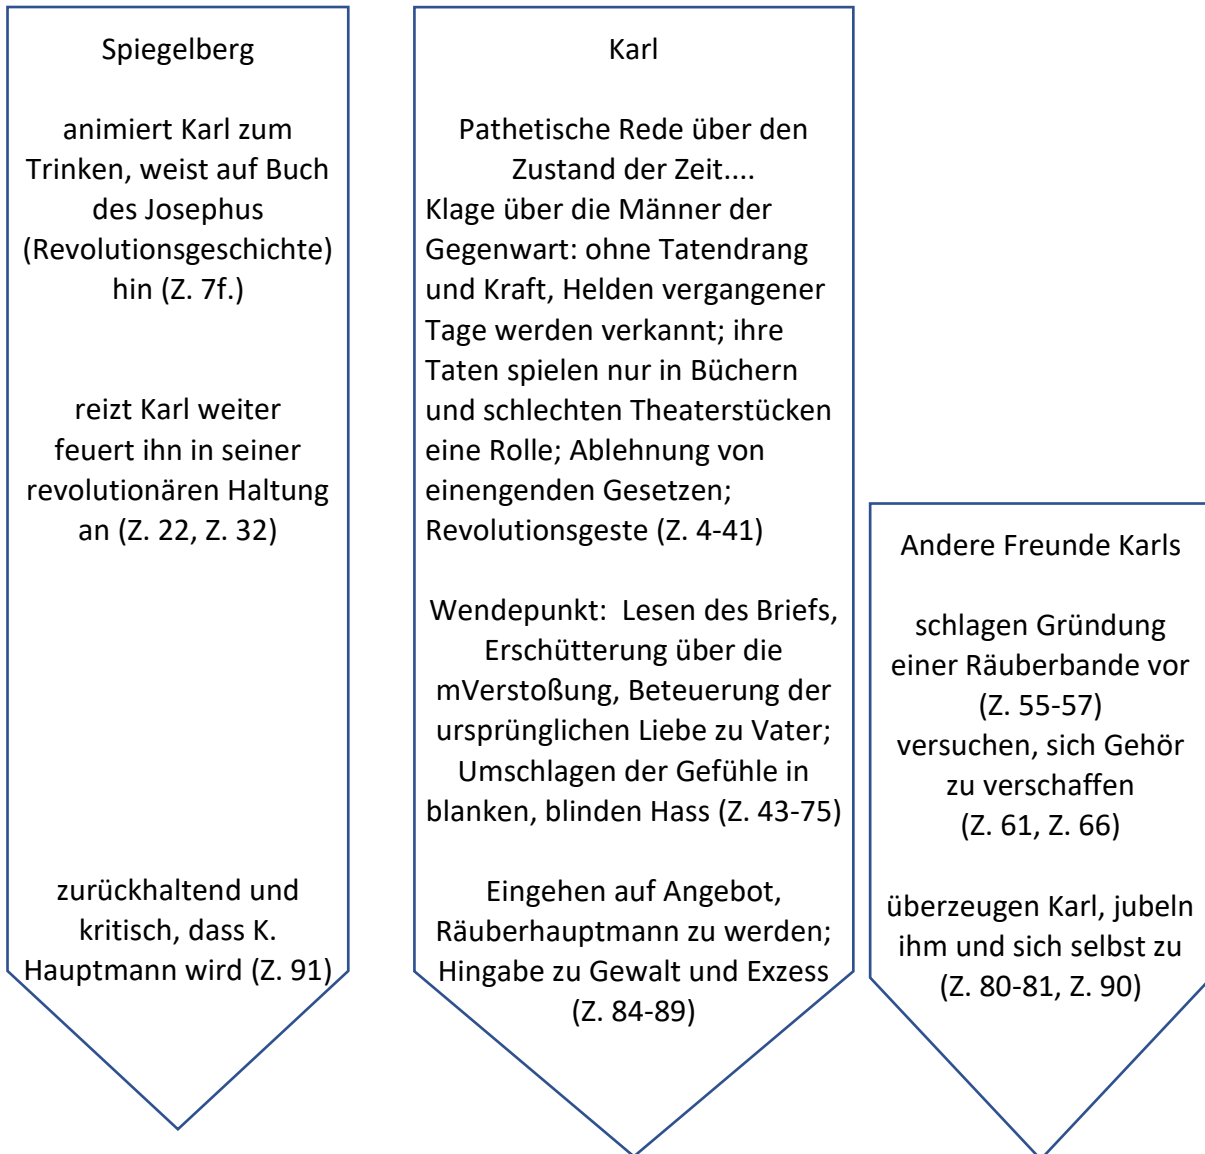 Spiegelberg
animiert Karl zum
Trinken, weist auf Buch
des Josephus
(Revolutionsgeschichte)
hin (Z. 7f.)
reizt Karl weiter
feuert ihn in seiner
revolutionären Haltung
an (Z. 22, Z. 32)
zurückhaltend und
kritisch, dass K.
Hauptmann wird (Z. 91)
Karl
Pathetische Rede über den
Zustand der Zeit....
Klage über die Männer der
Gegenwart: ohne Tatendrang
und Kraft, Helden vergangener
Tage werden verkannt; ihre
Taten spielen nur in Büchern
und schlechten Theaterstücken
eine Rolle; Ablehnung von
einengenden Gesetzen;
Revolutionsgeste (Z. 4-41)
Wendepunkt:  Lesen des Briefs,
Erschütterung über die
mVerstoßung, Beteuerung der
ursprünglichen Liebe zu Vater;
Umschlagen der Gefühle in
blanken, blinden Hass (Z. 43-75)
Eingehen auf Angebot,
Räuberhauptmann zu werden;
Hingabe zu Gewalt und Exzess
(Z. 84-89)
Andere Freunde Karls
schlagen Gründung
einer Räuberbande vor
(Z. 55-57)
versuchen, sich Gehör
zu verschaffen
(Z. 61, Z. 66)
überzeugen Karl, jubeln
ihm und sich selbst zu
(Z. 80-81, Z. 90)